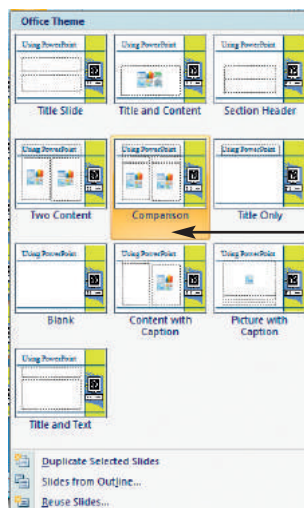 Office Theme
Using PowerPoint Using PowerPoint Using PowerPoint
Title Slide Title and Content Section Header
Using PowerPoint Using PowerPoint Using PowerPoint
Two Content Comparison Title Only
Using PowerPoint Using PowerPoint Using PowerPoint
Blank Content with Picture with
Caption Caption
Using PowerPoint
Title and Text
Duplicate Selected Slides
Slides from Outline...
Reuse Slides...